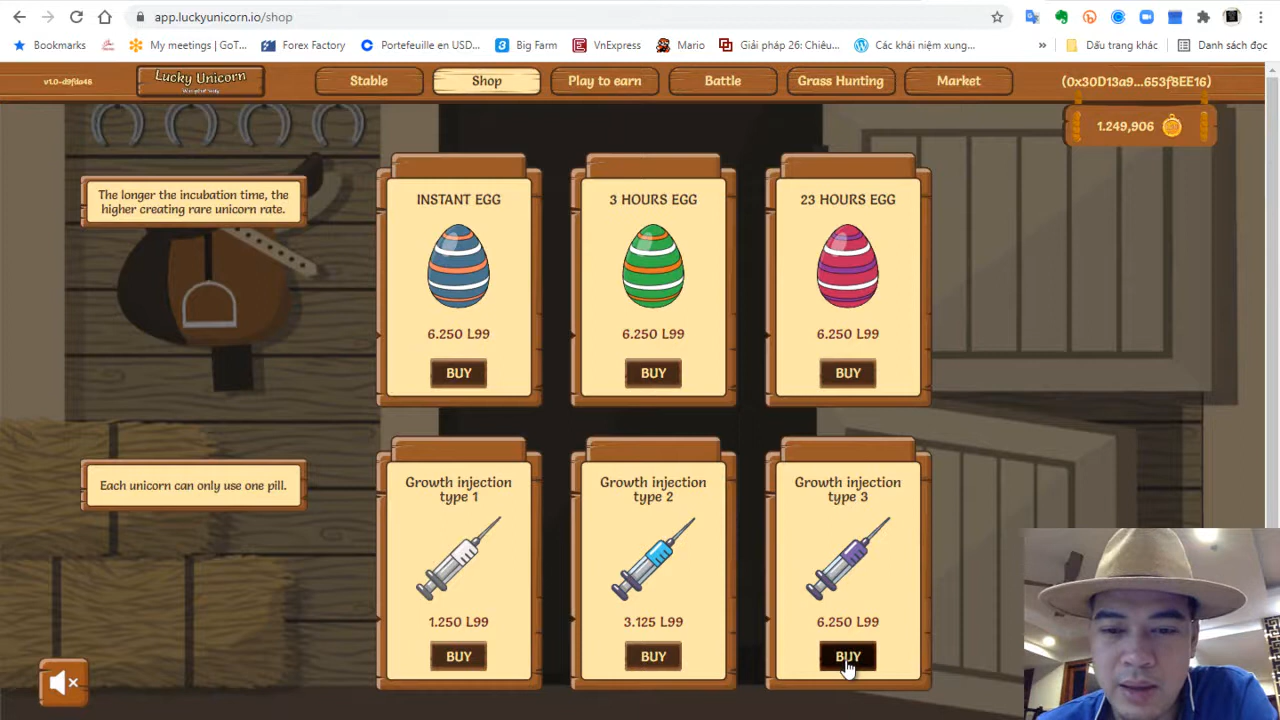 app.luckyunicorn.io/shop
Bookmarks
My meetings | GoT...
Forex Factory
Portefeuille en USD...
Big Farm
VnExpress
Mario
Giải pháp 26: Chiêu...
Các khái niệm xung...
»
Dấu trang khác
Danh sách đọc
Lucky Unicorn
Stable
Shop
Play to earn
Battle
Grass Hunting
Market
(0x30D13a9...653f8EE16)
1.249,906
The longer the incubation time, the
higher creating rare unicorn rate.
INSTANT EGG
6.250 L99
BUY
3 HOURS EGG
6.250 L99
BUY
23 HOURS EGG
6.250 L99
BUY
Each unicorn can only use one pill.
Growth injection
type 1
1.250 L99
BUY
Growth injection
type 2
3.125 L99
BUY
Growth injection
type 3
6.250 L99
BUY